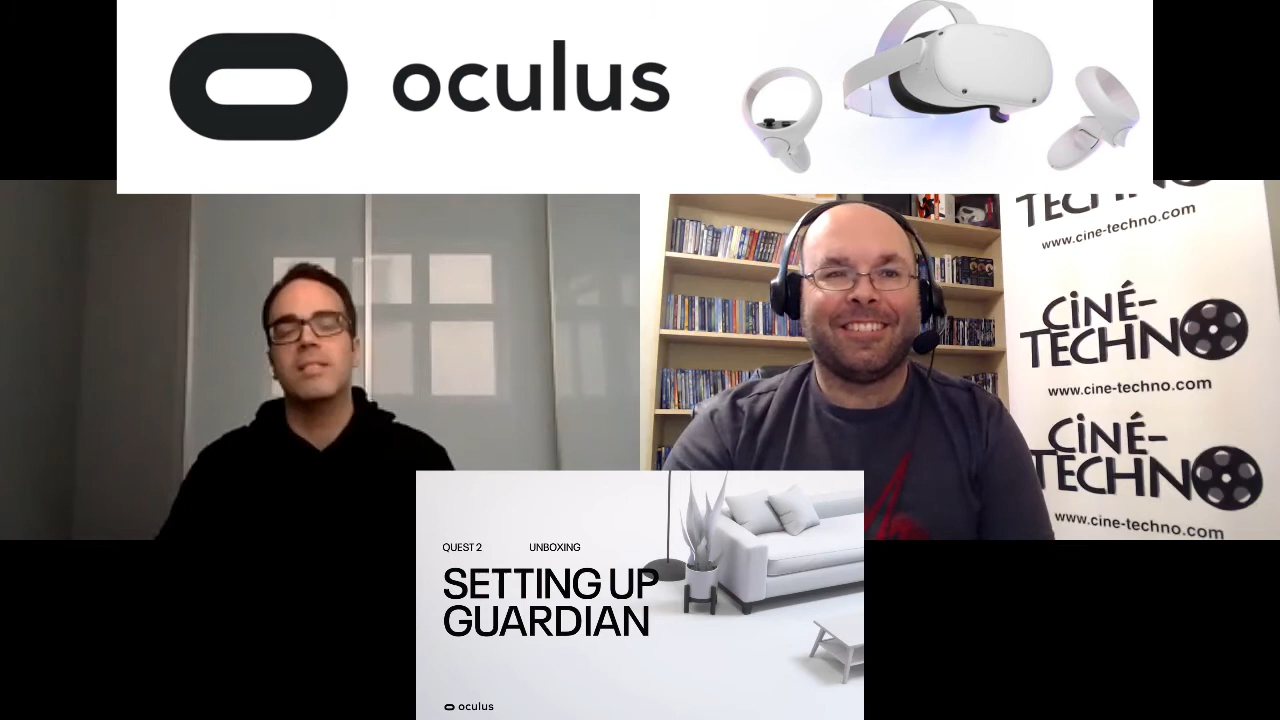 oculus
TECHNO
www.cine-techno.com
CiNÉ-
TECHNO
www.cine-techno.com
CiNÉ-
TECHNO
www.cine-techno.com
QUEST 2 UNBOXING
SETTING UP
GUARDIAN
oculus